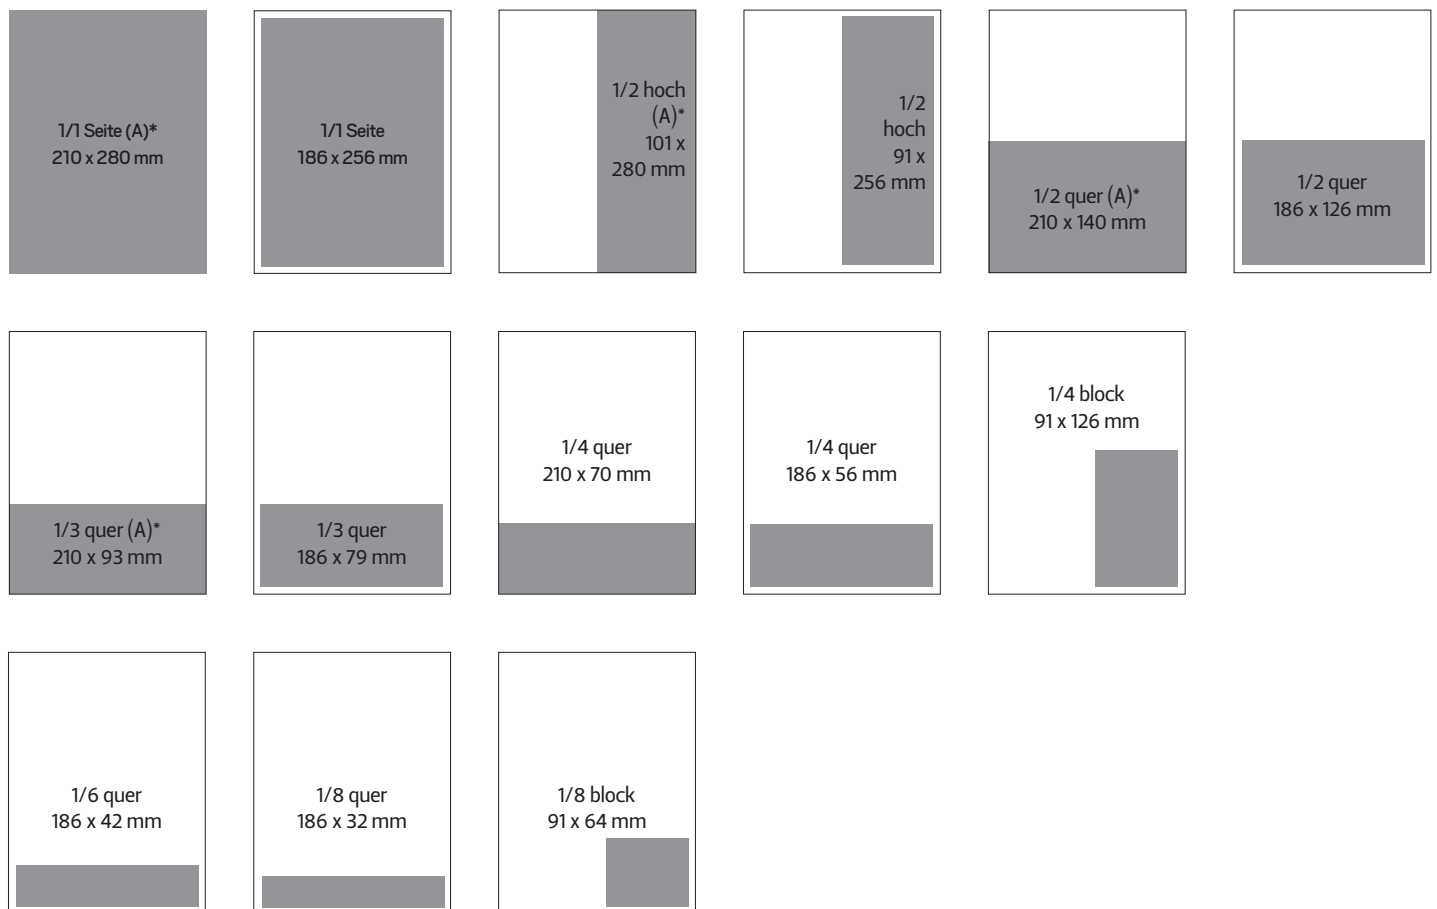 1/1 Seite (A)*
210 x 280 mm
1/1 Seite
186 x 256 mm
1/2 hoch
(A)*
101 x
280 mm
1/2
hoch
91 x
256 mm
1/2 quer (A)*
210 x 140 mm
1/2 quer
186 x 126 mm
1/3 quer (A)*
210 x 93 mm
1/3 quer
186 x 79 mm
1/4 quer
210 x 70 mm
1/4 quer
186 x 56 mm
1/4 block
91 x 126 mm
1/6 quer
186 x 42 mm
1/8 quer
186 x 32 mm
1/8 block
91 x 64 mm